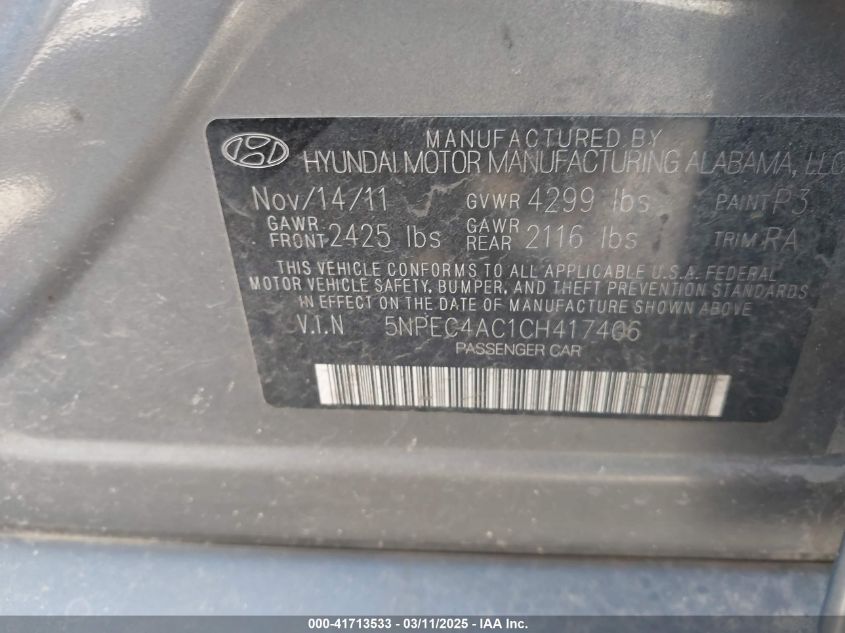 MANUFACTURED BY
HYUNDAI MOTOR MANUFACTURING ALABAMA, LLC
Nov/14/11 GVWR 4299 lbs PAINT P3
GAWR FRONT 2425 lbs GAWR REAR 2116 lbs TRIM RA
THIS VEHICLE CONFORMS TO ALL APPLICABLE U.S.A. FEDERAL
MOTOR VEHICLE SAFETY, BUMPER, AND THEFT PREVENTION STANDARDS
IN EFFECT ON THE DATE OF MANUFACTURE SHOWN ABOVE
V.I.N 5NPEC4AC1CH417406
PASSENGER CAR
000-41713533 - 03/11/2025 - IAA Inc.